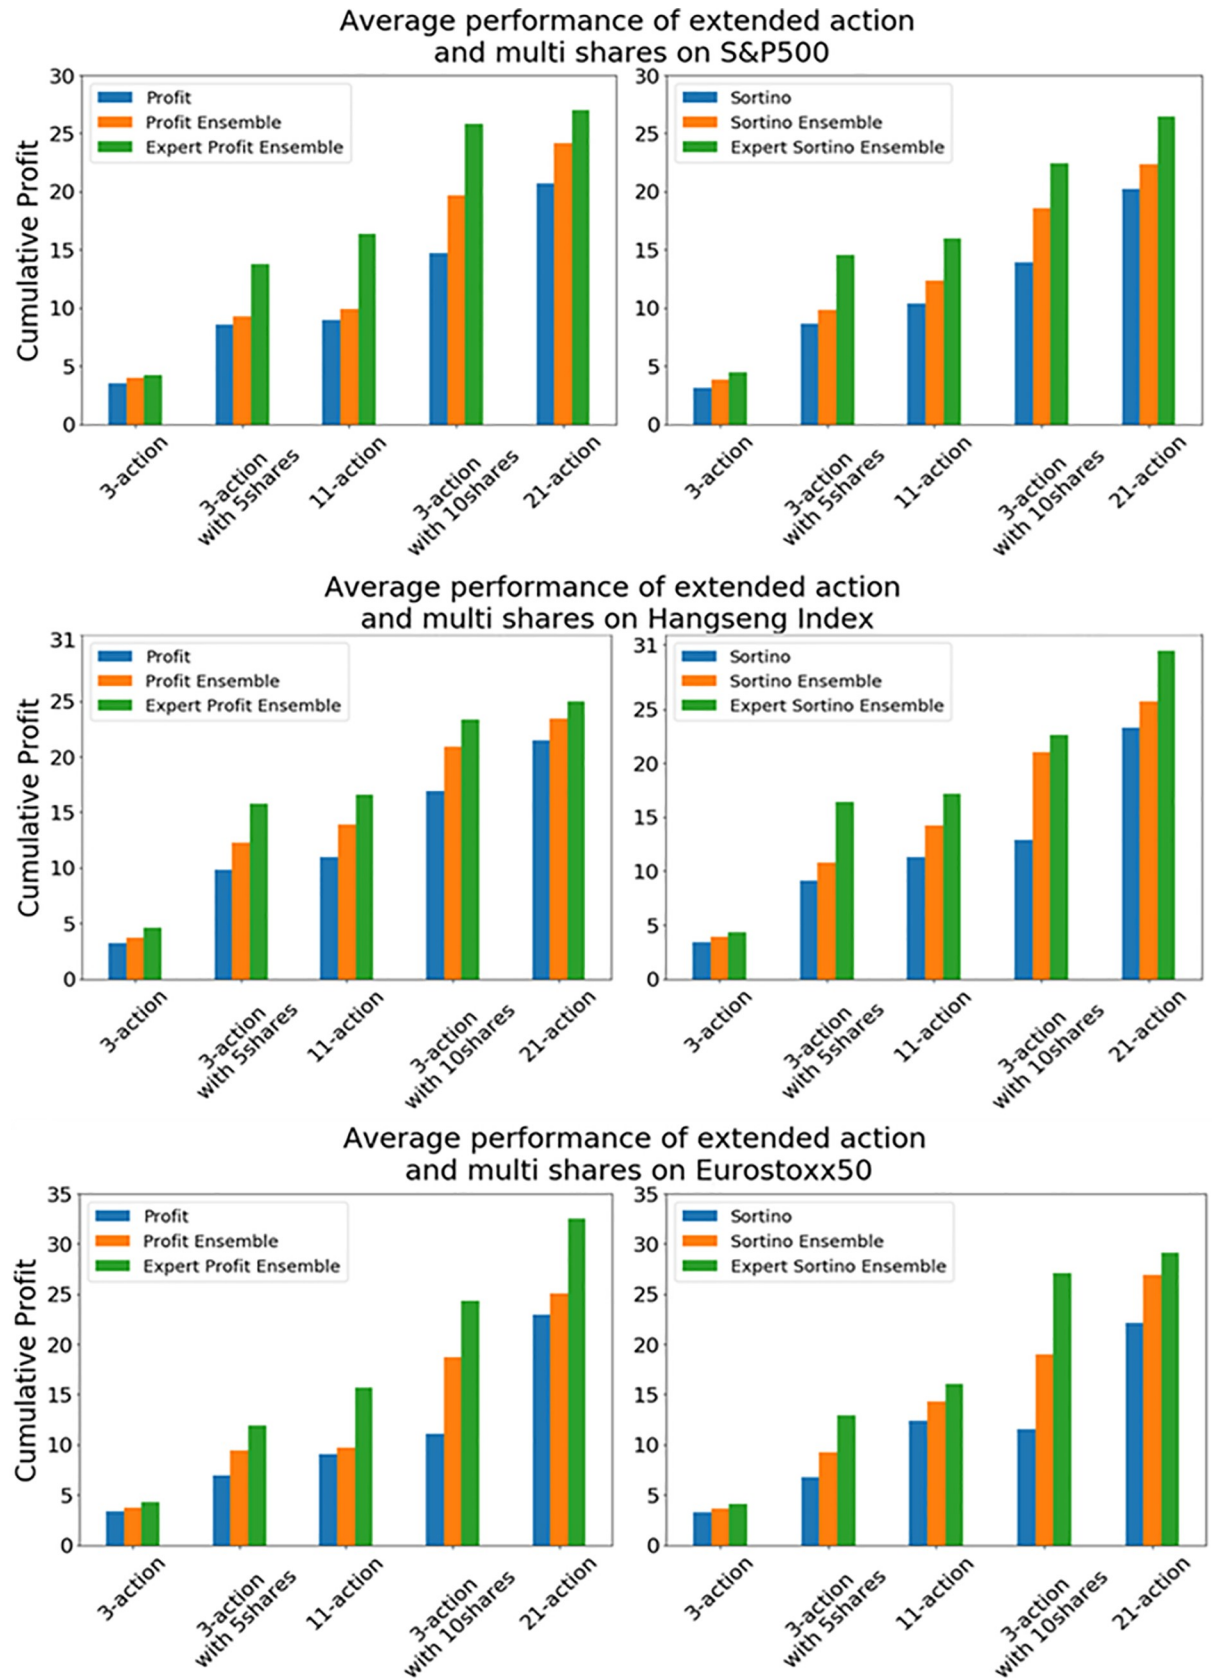 Average performance of extended action
and multi shares on S&P500
Cumulative Profit
30
25
20
15
10
5
0
Profit
Profit Ensemble
Expert Profit Ensemble
3-action
3-action
with 5shares
11-action
3-action
with 10shares
21-action
30
25
20
15
10
5
0
Sortino
Sortino Ensemble
Expert Sortino Ensemble
3-action
3-action
with 5shares
11-action
3-action
with 10shares
21-action
Average performance of extended action
and multi shares on Hangseng Index
Cumulative Profit
31
25
20
15
10
5
0
Profit
Profit Ensemble
Expert Profit Ensemble
3-action
3-action
with 5shares
11-action
3-action
with 10shares
21-action
31
25
20
15
10
5
0
Sortino
Sortino Ensemble
Expert Sortino Ensemble
3-action
3-action
with 5shares
11-action
3-action
with 10shares
21-action
Average performance of extended action
and multi shares on Eurostoxx50
Cumulative Profit
35
30
25
20
15
10
5
0
Profit
Profit Ensemble
Expert Profit Ensemble
3-action
3-action
with 5shares
11-action
3-action
with 10shares
21-action
35
30
25
20
15
10
5
0
Sortino
Sortino Ensemble
Expert Sortino Ensemble
3-action
3-action
with 5shares
11-action
3-action
with 10shares
21-action